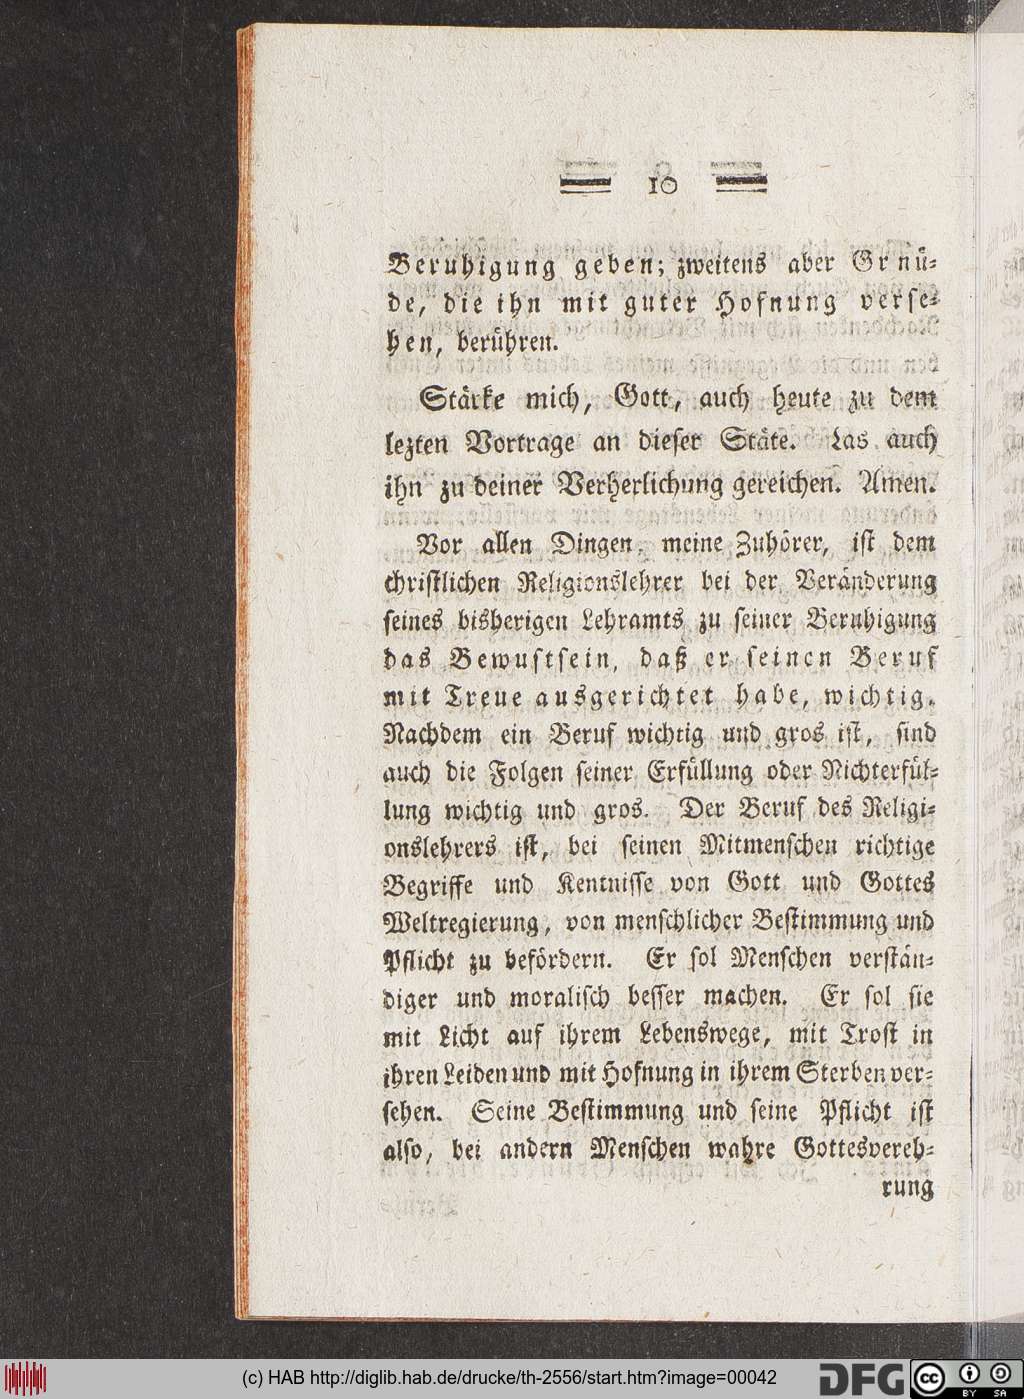 10
Beruhigung geben; zweitens aber Grnü-
de, die ihn mit guter Hofnung verse-
hen, berühren.
Stärke mich, Gott, auch heute zu dem
lezten Vortrage an dieser Stäte. Las auch
ihn zu deiner Verherlichung gereichen. Amen.
Vor allen Dingen, meine Zuhörer, ist dem
christlichen Religionslehrer bei der Veränderung
seines bisherigen Lehramts zu seiner Beruhigung
das Bewustsein, daß er seinen Beruf
mit Treue ausgerichtet habe, wichtig.
Nachdem ein Beruf wichtig und gros ist, sind
auch die Folgen seiner Erfüllung oder Nichterfül-
lung wichtig und gros. Der Beruf des Religi-
onslehrers ist, bei seinen Mitmenschen richtige
Begriffe und Kentnisse von Gott und Gottes
Weltregierung, von menschlicher Bestimmung und
Pflicht zu befördern. Er sol Menschen verstän-
diger und moralisch besser machen. Er sol sie
mit Licht auf ihrem Lebenswege, mit Trost in
ihren Leiden und mit Hofnung in ihrem Sterben ver-
sehen. Seine Bestimmung und seine Pflicht ist
also, bei andern Menschen wahre Gottesvereh-
rung
(c) HAB http://diglib.hab.de/drucke/th-2556/start.htm?image=00042
DFG
cc
BY SA